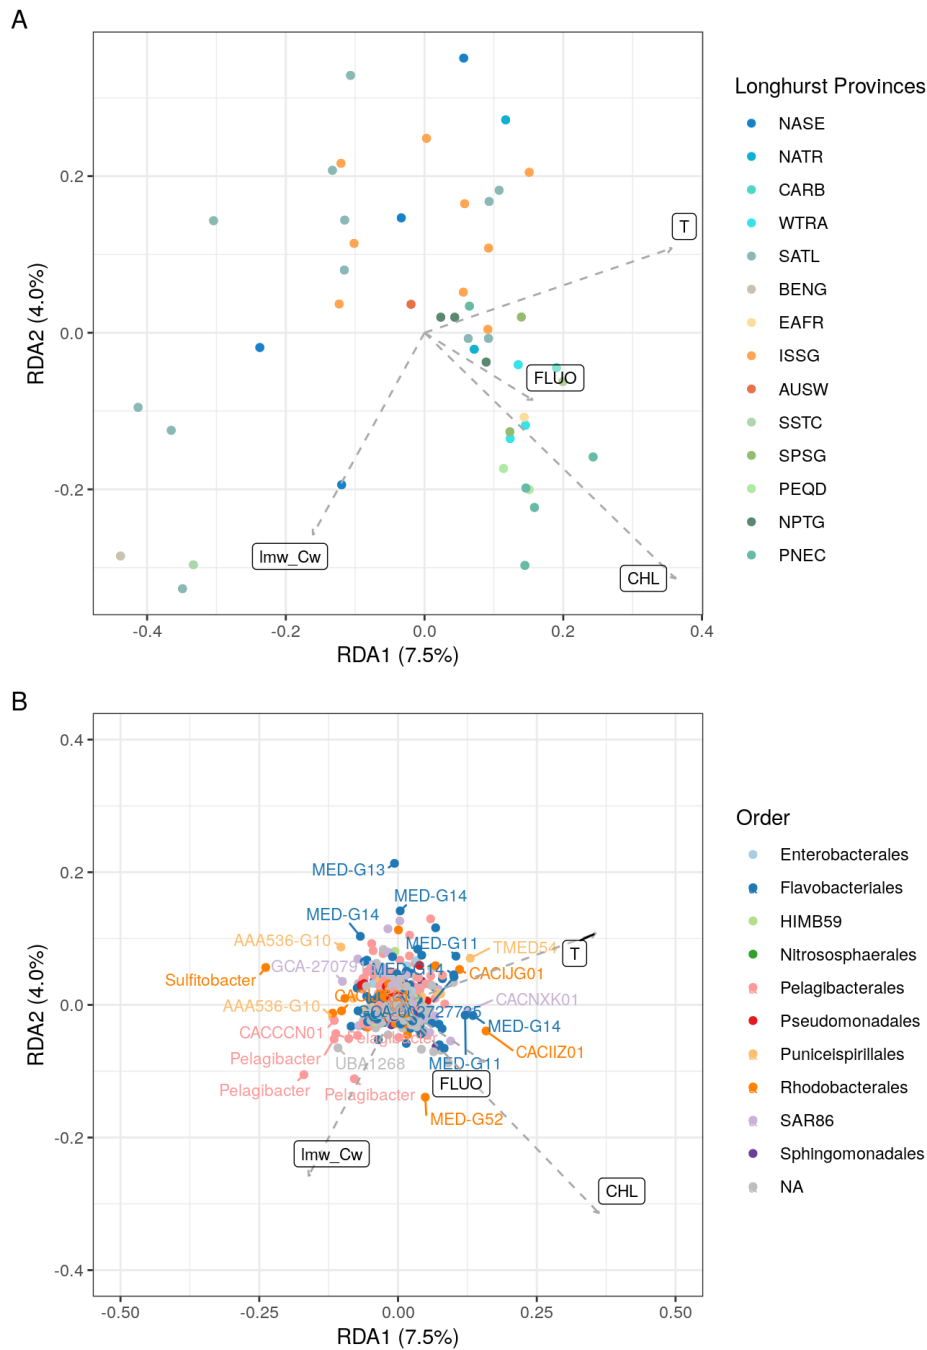 A
Longhurst Provinces
NASE
NATR
CARB
WTRA
SATL
BENG
EAFR
ISSG
AUSW
SSTC
SPSG
PEQD
NPTG
PNEC
RDA2 (4.0%)
0.2
0.0
-0.2
T
FLUO
lmw_Cw
CHL
-0.4
-0.2
0.0
0.2
0.4
RDA1 (7.5%)
B
Order
Enterobacterales
Flavobacteriales
HIMB59
Nitrososphaerales
Pelagibacterales
Pseudomonadales
Puniceispirillales
Rhodobacterales
SAR86
Sphingomonadales
NA
RDA2 (4.0%)
0.4
0.2
0.0
-0.2
-0.4
MED-G13
MED-G14
MED-G14
AAA536-G10
MED-G11
TMED54
T
GCA-27079
MED-G14
CACIJG01
Sulfitobacter
AAA536-G10
CACNXK01
MED-G14
CACCCN01
Pelagibacter
CACIIZ01
UBA1268
MED-G11
FLUO
Pelagibacter
Pelagibacter
MED-G52
lmw_Cw
CHL
-0.50
-0.25
0.00
0.25
0.50
RDA1 (7.5%)